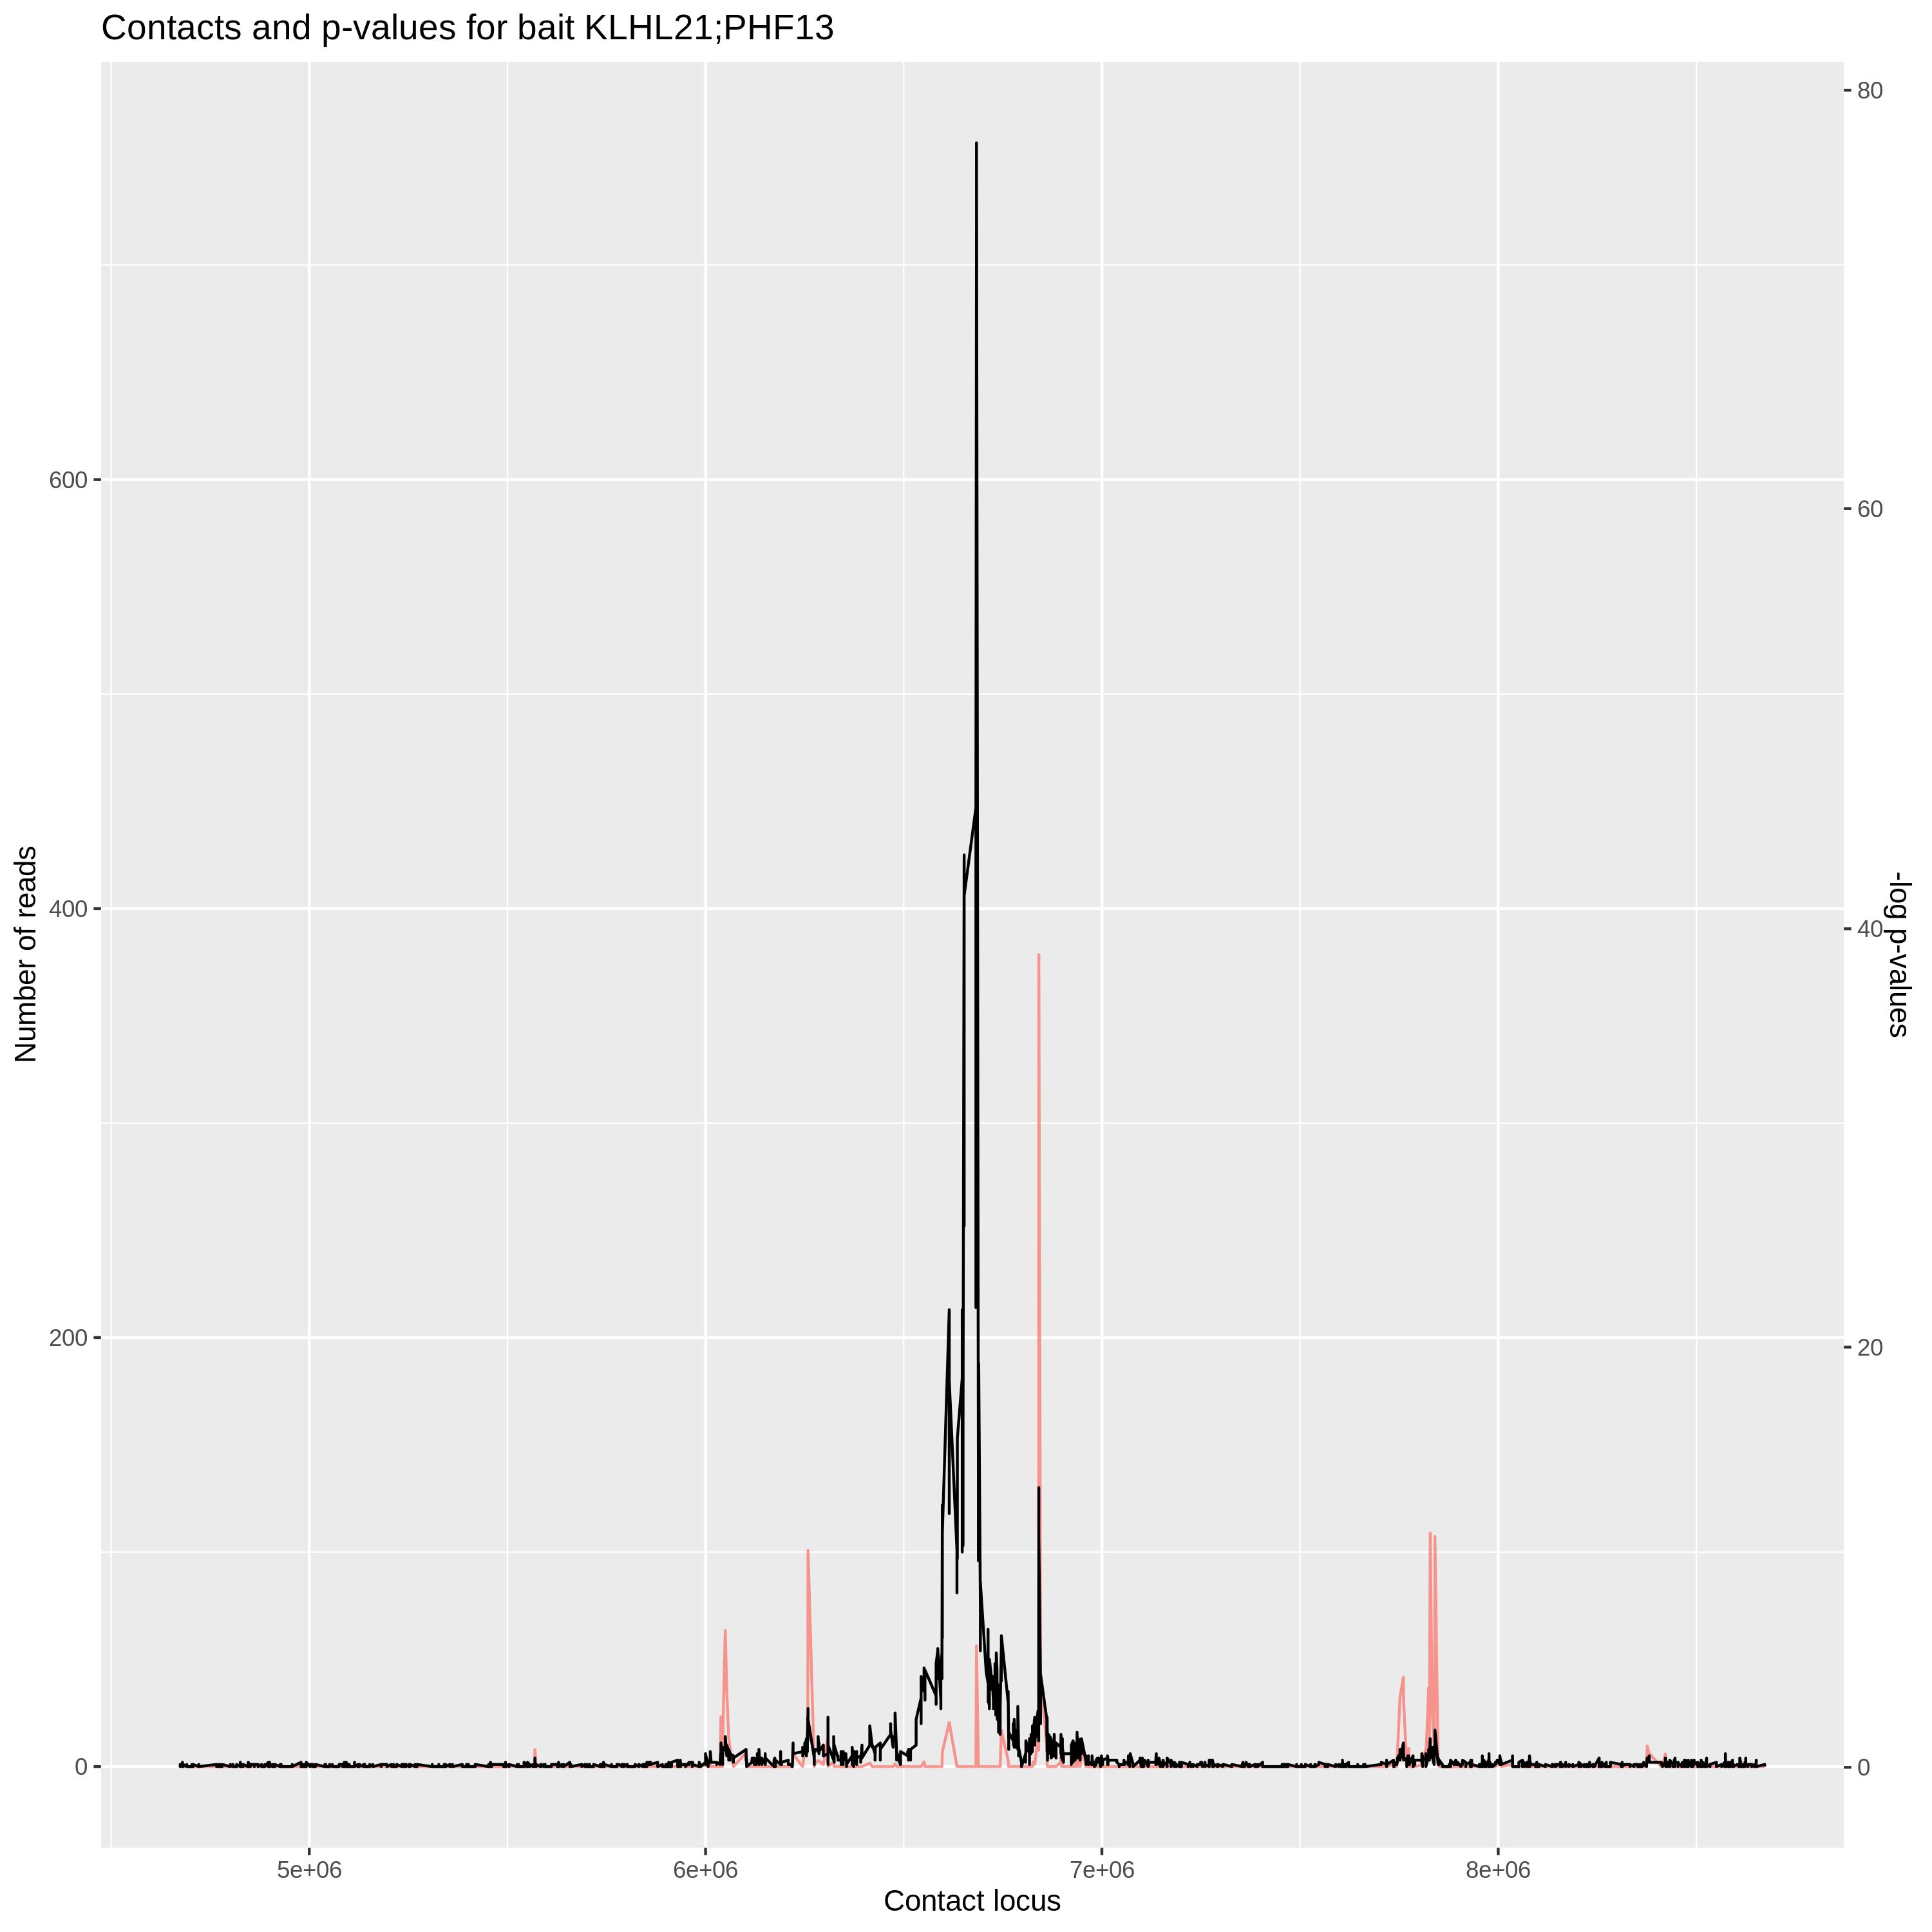 Contacts and p-values for bait KLHL21;PHF13
80
600
60
400
40
200
20
0
0
Number of reads
-log p-values
5e+06
6e+06
7e+06
8e+06
Contact locus